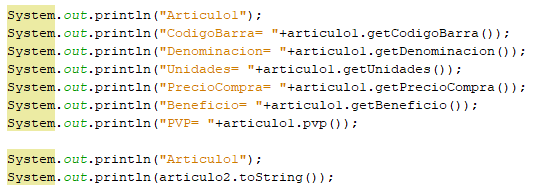 System.out.println("Articulo1");
System.out.println("CodigoBarra= "+articulo1.getCodigoBarra());
System.out.println("Denominacion= "+articulo1.getDenominacion());
System.out.println("Unidades= "+articulo1.getUnidades());
System.out.println("PrecioCompra= "+articulo1.getPrecioCompra());
System.out.println("Beneficio= "+articulo1.getBeneficio());
System.out.println("PVP= "+articulo1.pvp());
System.out.println("Articulo1");
System.out.println(articulo2.toString());